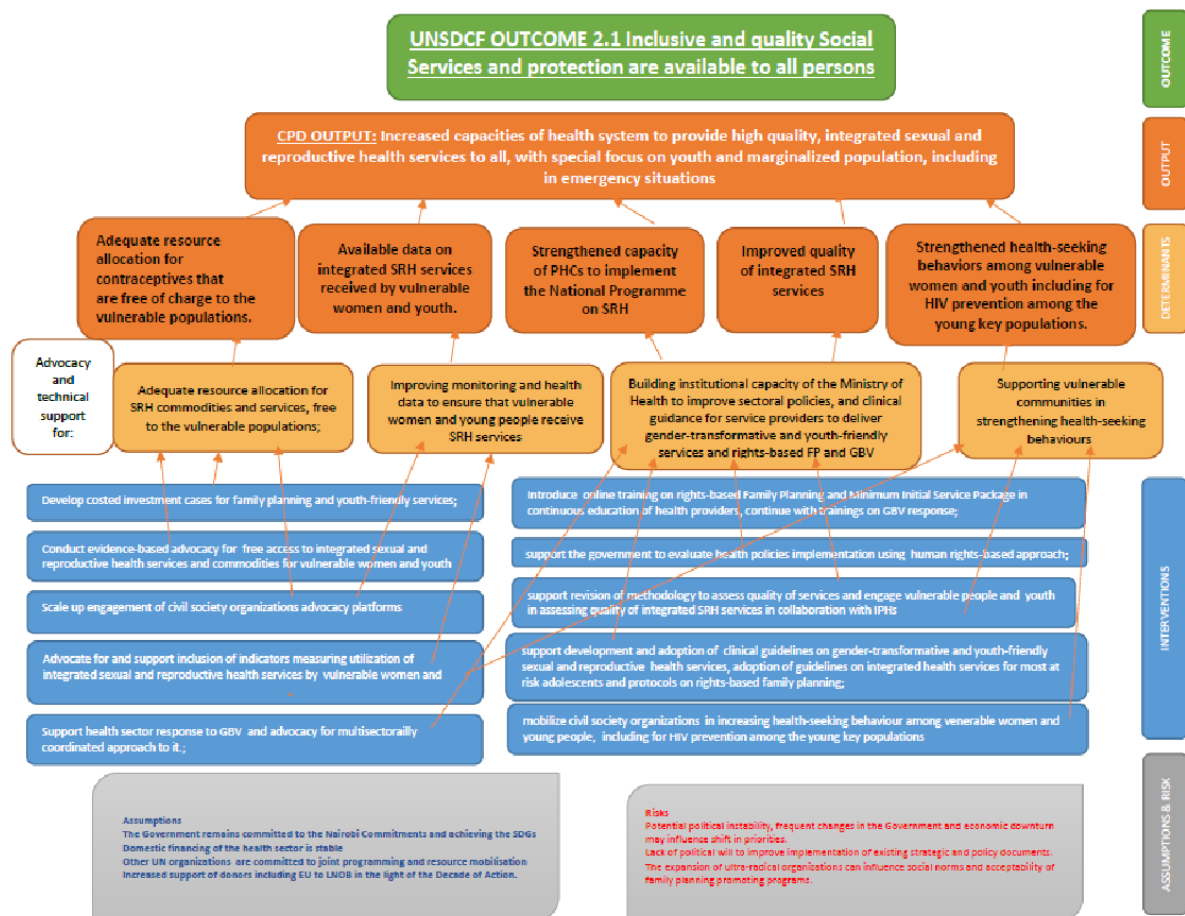 UNSDCF OUTCOME 2.1 Inclusive and quality Social
Services and protection are available to all persons
OUTCOME
CPD OUTPUT: Increased capacities of health system to provide high quality, integrated sexual and
reproductive health services to all, with special focus on youth and marginalized population, including
in emergency situations
OUTPUT
Adequate resource
allocation for
contraceptives that
are free of charge to the
vulnerable populations.
Available data on
integrated SRH services
received by vulnerable
women and youth.
Strengthened capacity
of PHCs to implement
the National Programme
on SRH
Improved quality
of integrated SRH
services
Strengthened health-seeking
behaviors among vulnerable
women and youth including for
HIV prevention among the
young key populations.
DETERMINANTS
Advocacy
and
technical
support
for:
Adequate resource allocation for
SRH commodities and services, free
to the vulnerable populations;
Improving monitoring and health
data to ensure that vulnerable
women and young people receive
SRH services
Building institutional capacity of the Ministry of
Health to improve sectoral policies, and clinical
guidance for service providers to deliver
gender-transformative and youth-friendly
services and rights-based FP and GBV
Supporting vulnerable
communities in
strengthening health-seeking
behaviours
Develop costed investment cases for family planning and youth-friendly services;
Conduct evidence-based advocacy for free access to integrated sexual and
reproductive health services and commodities for vulnerable women and youth
Scale up engagement of civil society organizations advocacy platforms
Advocate for and support inclusion of indicators measuring utilization of
integrated sexual and reproductive health services by vulnerable women and
Support health sector response to GBV and advocacy for multisectorailly
coordinated approach to it.;
Introduce online training on rights-based Family Planning and Minimum Initial Service Package in
continuous education of health providers, continue with trainings on GBV response;
support the government to evaluate health policies implementation using human rights-based approach;
support revision of methodology to assess quality of services and engage vulnerable people and youth
in assessing quality of integrated SRH services in collaboration with IPHs
support development and adoption of clinical guidelines on gender-transformative and youth-friendly
sexual and reproductive health services, adoption of guidelines on integrated health services for most at
risk adolescents and protocols on rights-based family planning;
mobilize civil society organizations in increasing health-seeking behaviour among venerable women and
young people, including for HIV prevention among the young key populations
INTERVENTIONS
Assumptions
The Government remains committed to the Nairobi Commitments and achieving the SDGs
Domestic financing of the health sector is stable
Other UN organizations are committed to joint programming and resource mobilisation
Increased support of donors including EU to LNOB in the light of the Decade of Action.
Risks
Potential political instability, frequent changes in the Government and economic downturn
may influence shift in priorities.
Lack of political will to improve implementation of existing strategic and policy documents.
The expansion of ultra-radical organizations can influence social norms and acceptability of
family planning promoting programs.
ASSUMPTIONS & RISK